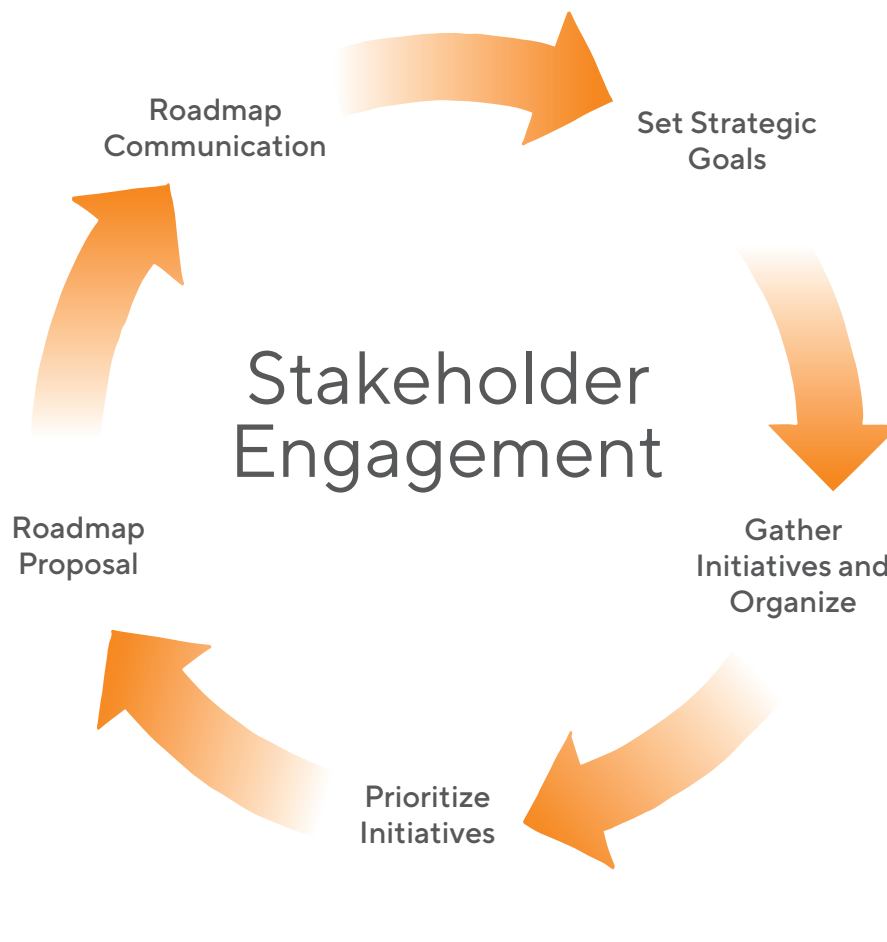 Roadmap
Communication
Set Strategic
Goals
Stakeholder
Engagement
Roadmap
Proposal
Gather
Initiatives and
Organize
Prioritize
Initiatives